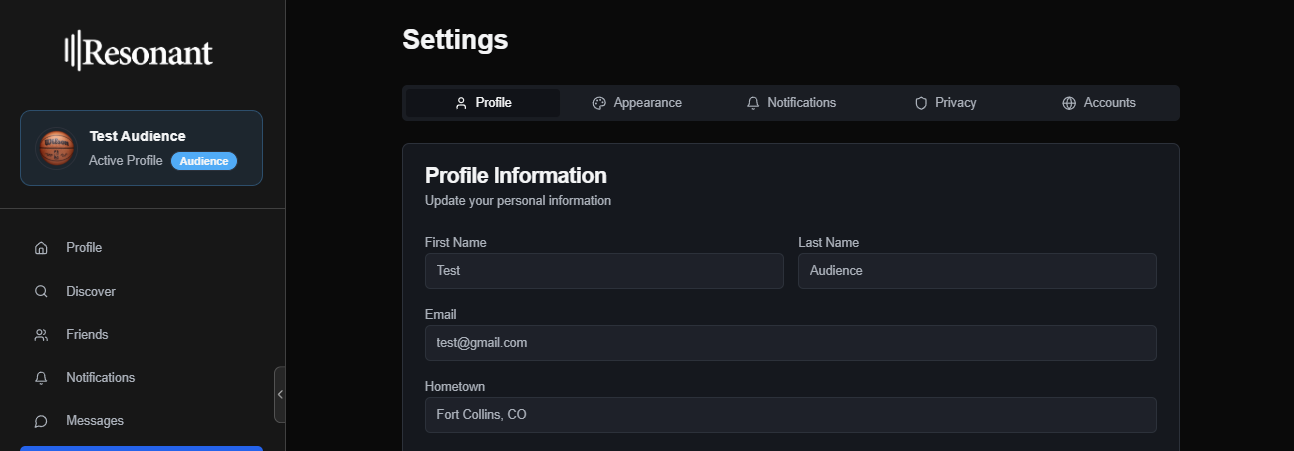 Resonant
Test Audience
Active Profile Audience
Profile
Discover
Friends
Notifications
Messages
Settings
Profile Appearance Notifications Privacy Accounts
Profile Information
Update your personal information
First Name Last Name
Test Audience
Email
test@gmail.com
Hometown
Fort Collins, CO